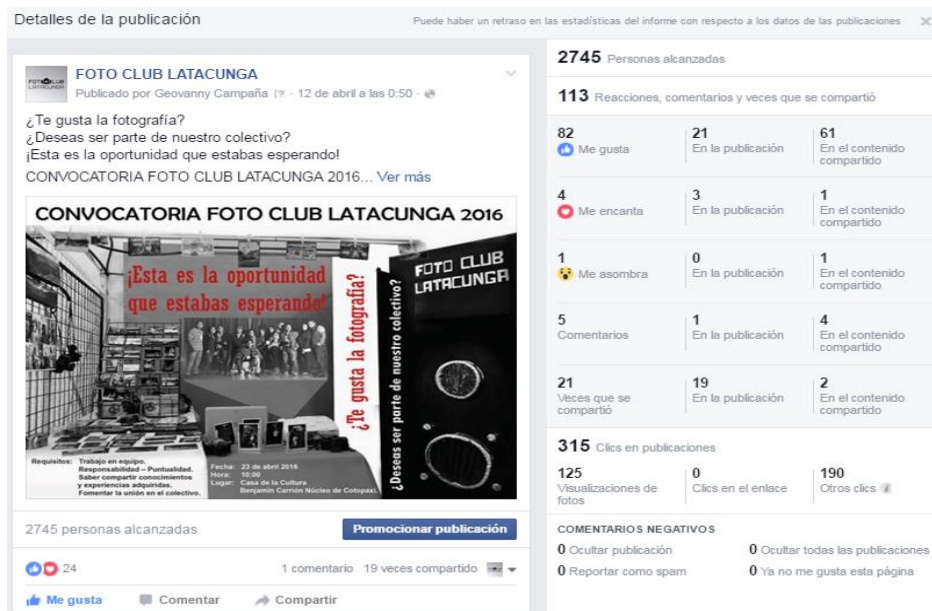 Detalles de la publicación
Puede haber un retraso en las estadísticas del informe con respecto a los datos de las publicaciones
FOTO CLUB LATACUNGA
Publicado por Geovanny Campaña [?] · 12 de abril a las 0:50 ·
¿Te gusta la fotografía?
¿Deseas ser parte de nuestro colectivo?
¡Esta es la oportunidad que estabas esperando!
CONVOCATORIA FOTO CLUB LATACUNGA 2016... Ver más
CONVOCATORIA FOTO CLUB LATACUNGA 2016
¡Esta es la oportunidad
que estabas esperando!
¿Te gusta la fotografía?
¿Deseas ser parte de nuestro colectivo?
FOTO CLUB
LATACUNGA
Requisitos: Trabajo en equipo.
Responsabilidad – Puntualidad.
Saber compartir conocimientos
y experiencias adquiridas.
Fomentar la unión en el colectivo.
Fecha: 23 de abril 2016
Hora: 10:00
Lugar: Casa de la Cultura
Benjamín Carrión Núcleo de Cotopaxi.
2745 personas alcanzadas
Promocionar publicación
24
1 comentario 19 veces compartido
Me gusta Comentar Compartir
2745 Personas alcanzadas
113 Reacciones, comentarios y veces que se compartió
82
Me gusta
21
En la publicación
61
En el contenido
compartido
4
Me encanta
3
En la publicación
1
En el contenido
compartido
1
Me asombra
0
En la publicación
1
En el contenido
compartido
5
Comentarios
1
En la publicación
4
En el contenido
compartido
21
Veces que se
compartió
19
En la publicación
2
En el contenido
compartido
315 Clics en publicaciones
125
Visualizaciones de
fotos
0
Clics en el enlace
190
Otros clics
COMENTARIOS NEGATIVOS
0 Ocultar publicación
0 Ocultar todas las publicaciones
0 Reportar como spam
0 Ya no me gusta esta página